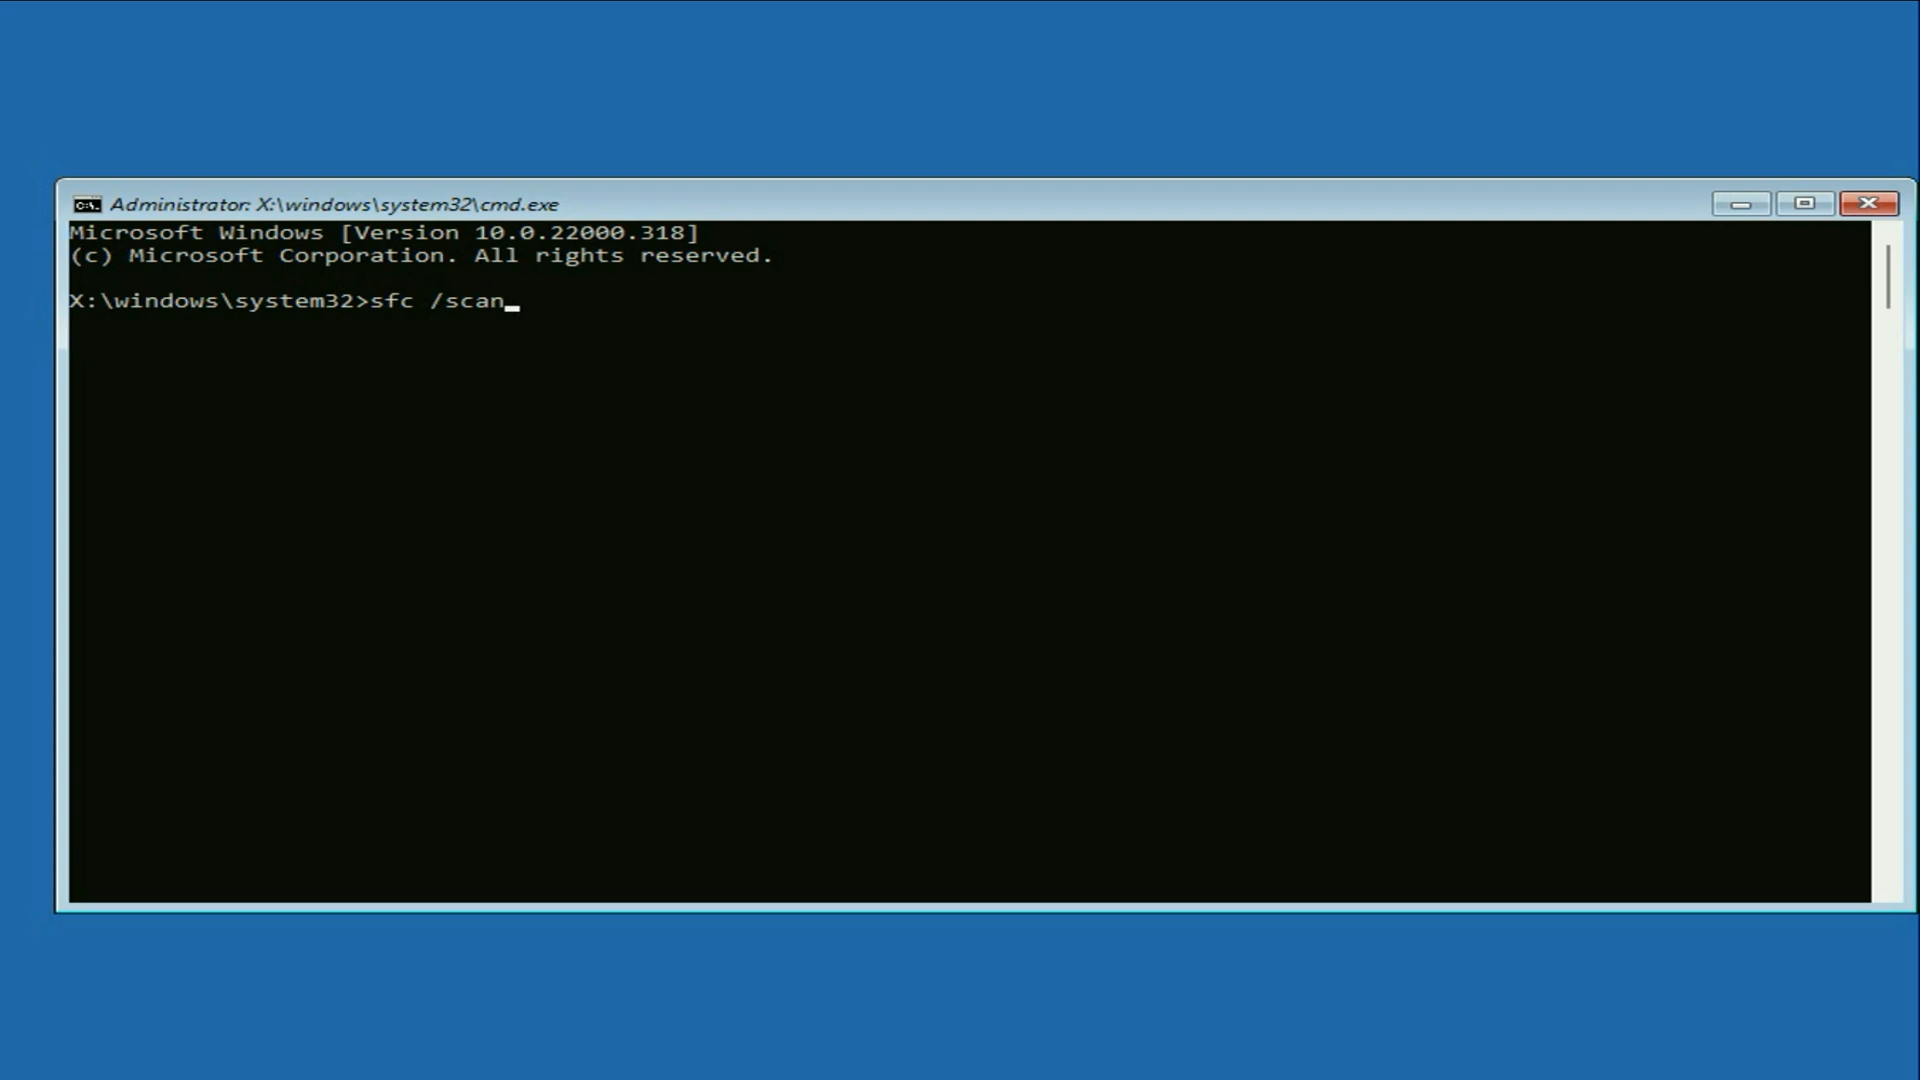 Administrator: X:\windows\system32\cmd.exe
Microsoft Windows [Version 10.0.22000.318]
(c) Microsoft Corporation. All rights reserved.
X:\windows\system32>sfc /scan